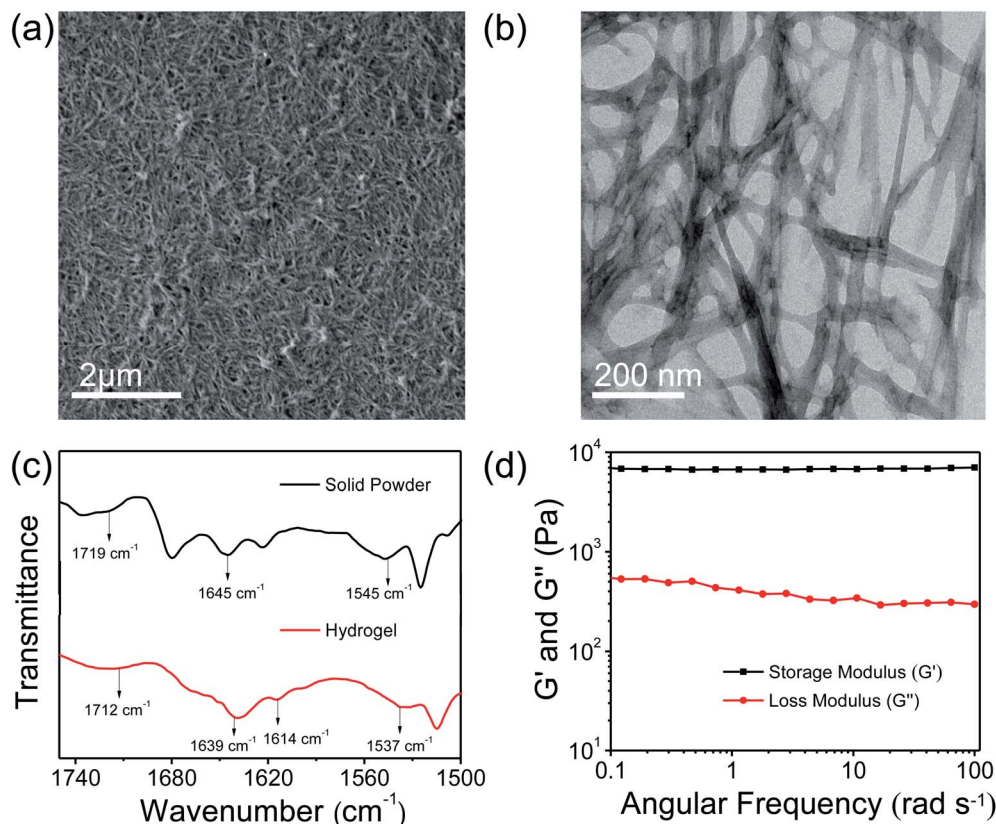 (a)
2μm
(b)
200 nm
(c)
Transmittance
Solid Powder
1719 cm⁻¹
1645 cm⁻¹
1545 cm⁻¹
Hydrogel
1712 cm⁻¹
1639 cm⁻¹
1614 cm⁻¹
1537 cm⁻¹
1740 1680 1620 1560 1500
Wavenumber (cm⁻¹)
(d)
G' and G" (Pa)
10⁴
10³
10²
10¹
Storage Modulus (G')
Loss Modulus (G")
0.1 1 10 100
Angular Frequency (rad s⁻¹)